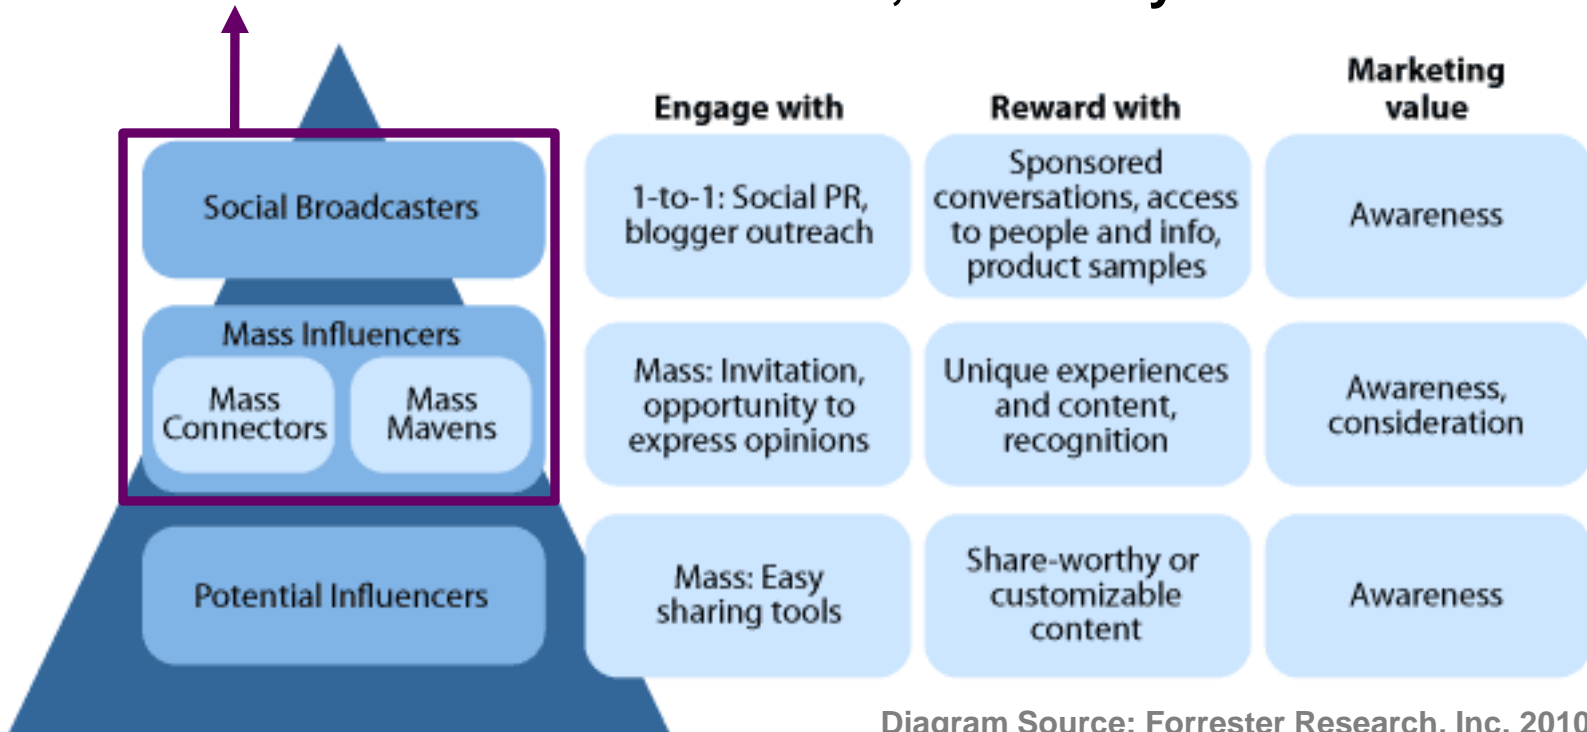 Engage with
Reward with
Marketing
value
Social Broadcasters
1-to-1: Social PR,
blogger outreach
Sponsored
conversations, access
to people and info,
product samples
Awareness
Mass Influencers
Mass
Connectors
Mass
Mavens
Mass: Invitation,
opportunity to
express opinions
Unique experiences
and content,
recognition
Awareness,
consideration
Potential Influencers
Mass: Easy
sharing tools
Share-worthy or
customizable
content
Awareness
Diagram Source: Forrester Research, Inc. 2010